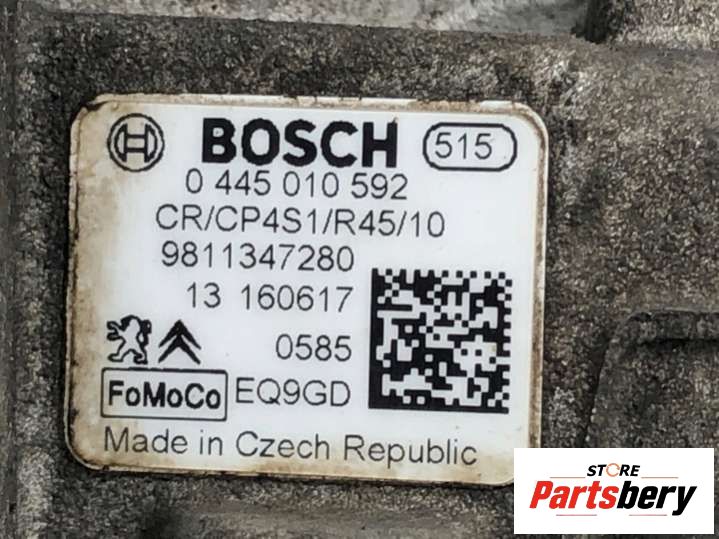 BOSCH 515
0 445 010 592
CR/CP4S1/R45/10
9811347280
13 160617
0585
FoMoCo EQ9GD
Made in Czech Republic
STORE
Partsbery